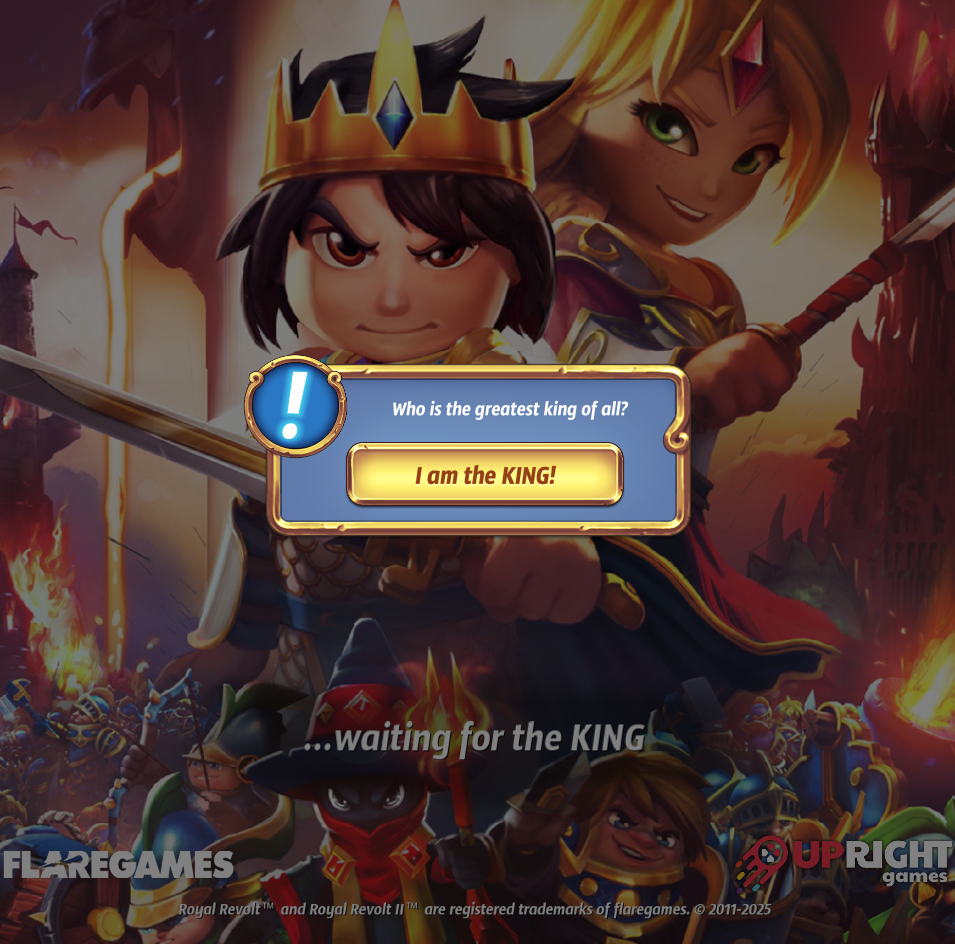 Who is the greatest king of all?
I am the KING!
...waiting for the KING
FLAREGAMES
UPRIGHT
games
Royal Revolt™ and Royal Revolt II™ are registered trademarks of flaregames. © 2011-2025